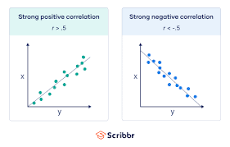 Strong positive correlation
r > .5
x
y
Strong negative correlation
r < -.5
x
y
Scribbr